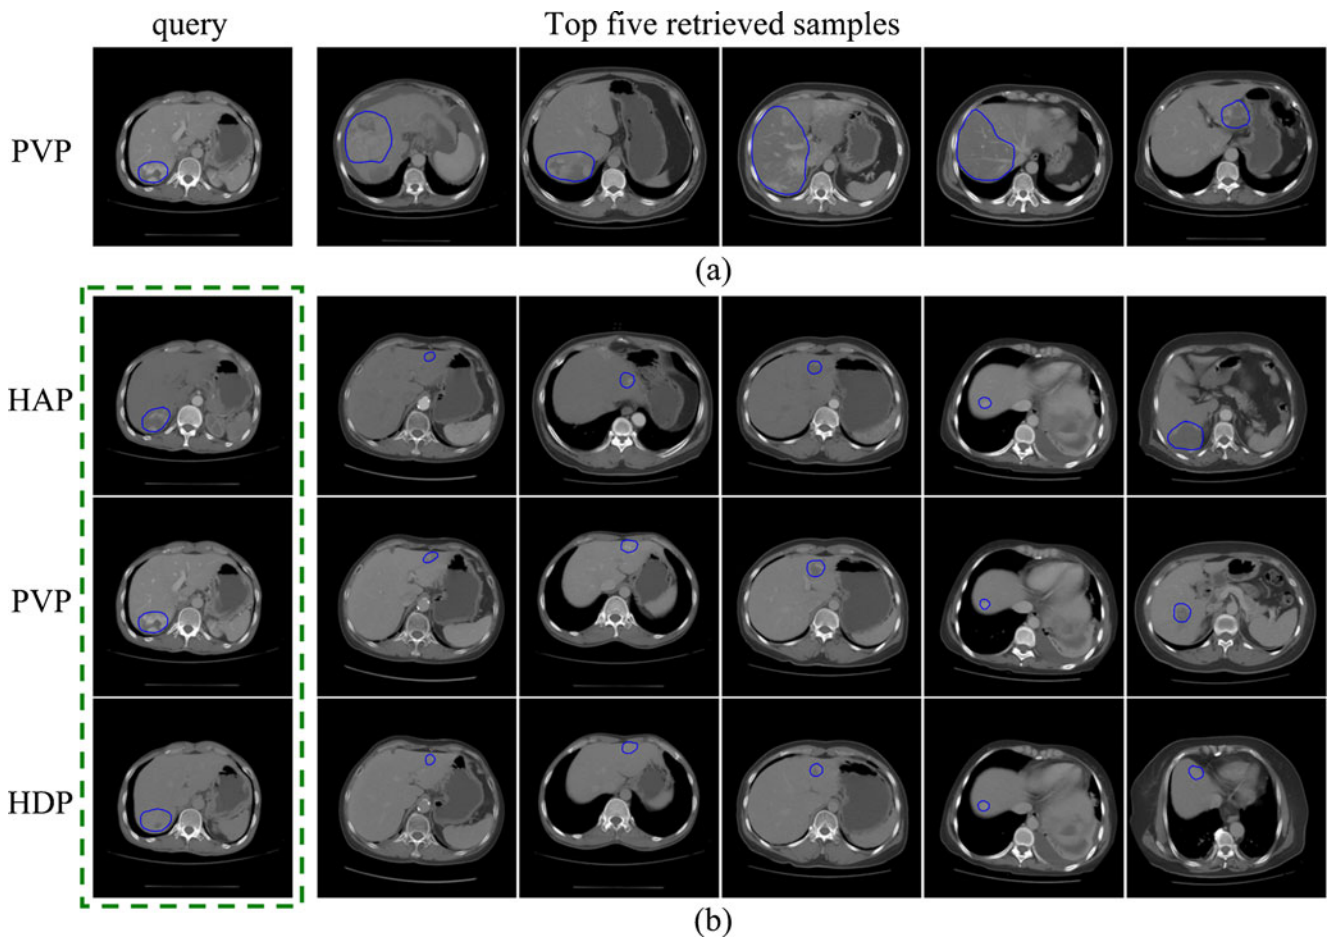 query
Top five retrieved samples
PVP
(a)
HAP
PVP
HDP
(b)